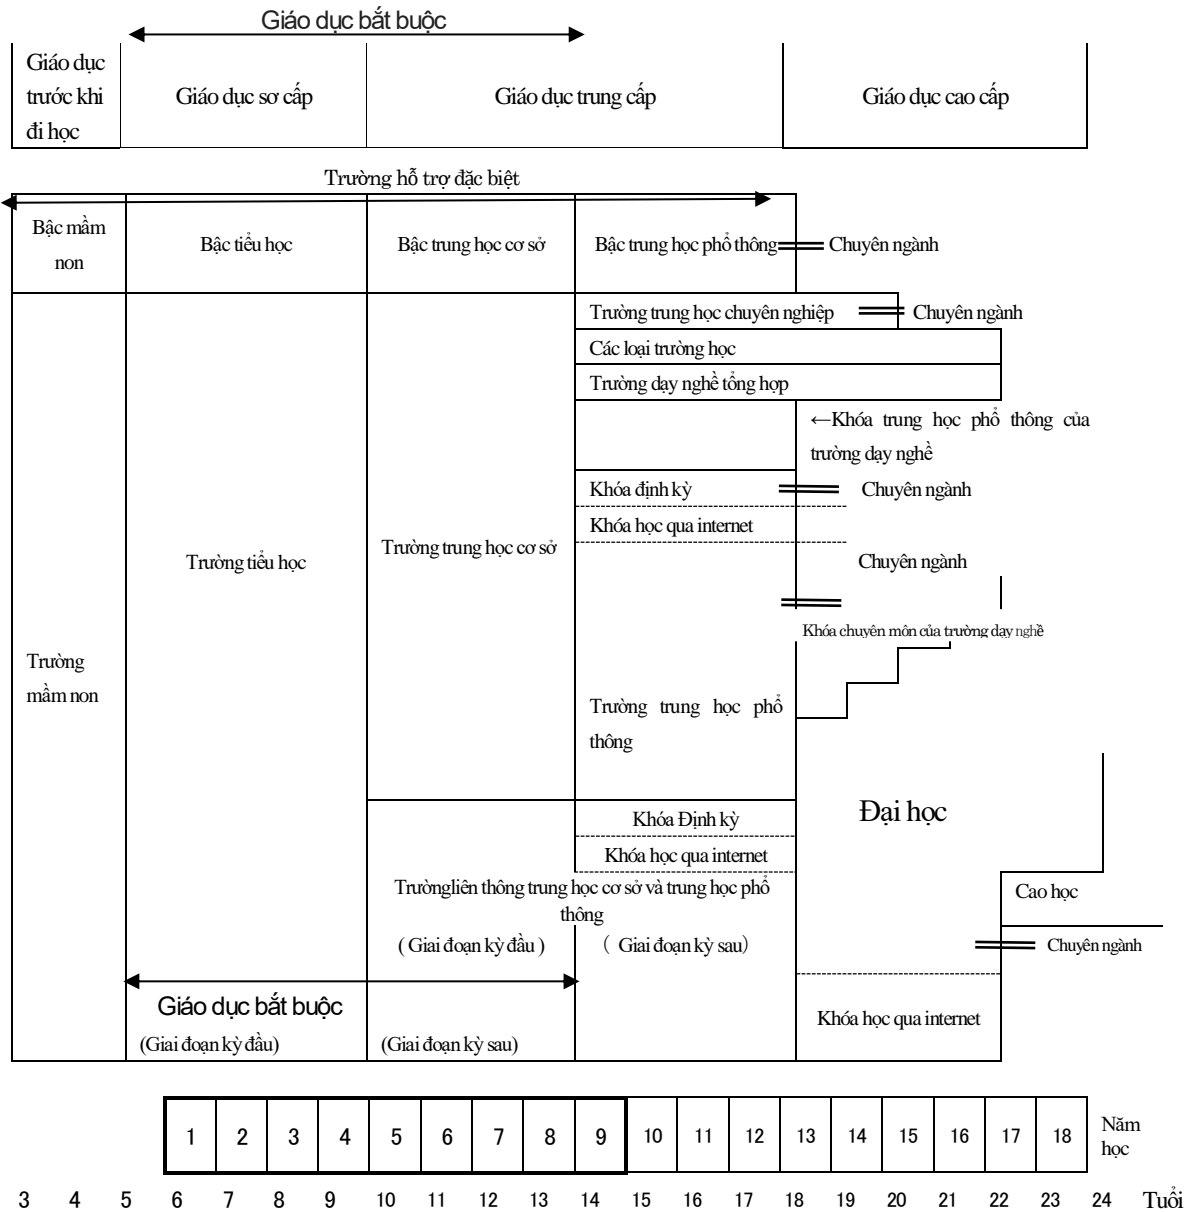 Giáo dục bắt buộc
Giáo dục
trước khi
đi học
Giáo dục sơ cấp
Giáo dục trung cấp
Giáo dục cao cấp
Trường hỗ trợ đặc biệt
Bậc mầm
non
Bậc tiểu học
Bậc trung học cơ sở
Bậc trung học phổ thông
Chuyên ngành
Trường trung học chuyên nghiệp
Chuyên ngành
Các loại trường học
Trường dạy nghề tổng hợp
←Khóa trung học phổ thông của
trường dạy nghề
Khóa định kỳ
Chuyên ngành
Khóa học qua internet
Trường tiểu học
Trường trung học cơ sở
Chuyên ngành
Khóa chuyên môn của trường dạy nghề
Trường
mầm non
Trường trung học phổ
thông
Đại học
Khóa Định kỳ
Khóa học qua internet
Trườngliên thông trung học cơ sở và trung học phổ
thông
Cao học
( Giai đoạn kỳ đầu )
( Giai đoạn kỳ sau)
Chuyên ngành
Giáo dục bắt buộc
Khóa học qua internet
(Giai đoạn kỳ đầu)
(Giai đoạn kỳ sau)
1 2 3 4 5 6 7 8 9 10 11 12 13 14 15 16 17 18
Năm
học
3 4 5 6 7 8 9 10 11 12 13 14 15 16 17 18 19 20 21 22 23 24 Tuổi